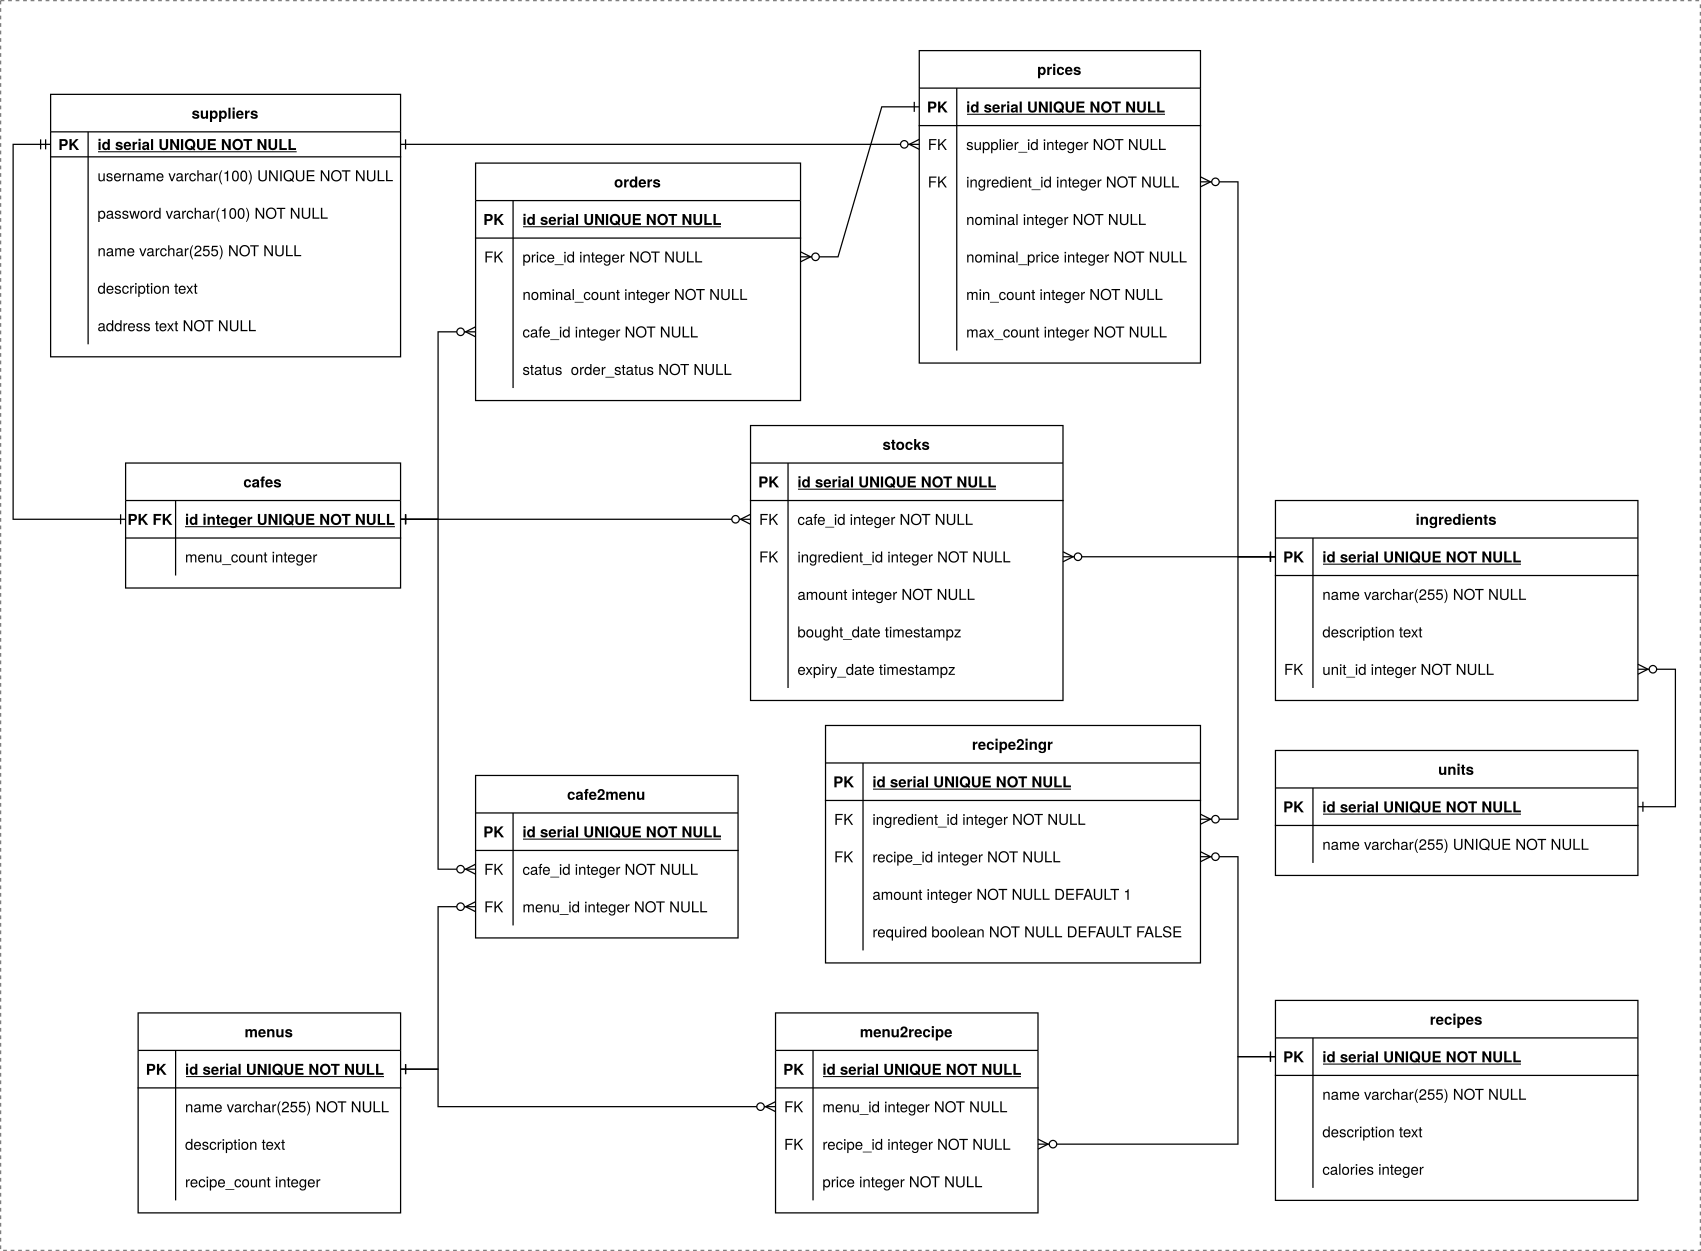 suppliers
PK id serial UNIQUE NOT NULL
username varchar(100) UNIQUE NOT NULL
password varchar(100) NOT NULL
name varchar(255) NOT NULL
description text
address text NOT NULL
orders
PK id serial UNIQUE NOT NULL
FK price_id integer NOT NULL
nominal_count integer NOT NULL
cafe_id integer NOT NULL
status order_status NOT NULL
prices
PK id serial UNIQUE NOT NULL
FK supplier_id integer NOT NULL
FK ingredient_id integer NOT NULL
nominal integer NOT NULL
nominal_price integer NOT NULL
min_count integer NOT NULL
max_count integer NOT NULL
cafes
PK FK id integer UNIQUE NOT NULL
menu_count integer
stocks
PK id serial UNIQUE NOT NULL
FK cafe_id integer NOT NULL
FK ingredient_id integer NOT NULL
amount integer NOT NULL
bought_date timestampz
expiry_date timestampz
ingredients
PK id serial UNIQUE NOT NULL
name varchar(255) NOT NULL
description text
FK unit_id integer NOT NULL
cafe2menu
PK id serial UNIQUE NOT NULL
FK cafe_id integer NOT NULL
FK menu_id integer NOT NULL
recipe2ingr
PK id serial UNIQUE NOT NULL
FK ingredient_id integer NOT NULL
FK recipe_id integer NOT NULL
amount integer NOT NULL DEFAULT 1
required boolean NOT NULL DEFAULT FALSE
units
PK id serial UNIQUE NOT NULL
name varchar(255) UNIQUE NOT NULL
menus
PK id serial UNIQUE NOT NULL
name varchar(255) NOT NULL
description text
recipe_count integer
menu2recipe
PK id serial UNIQUE NOT NULL
FK menu_id integer NOT NULL
FK recipe_id integer NOT NULL
price integer NOT NULL
recipes
PK id serial UNIQUE NOT NULL
name varchar(255) NOT NULL
description text
calories integer